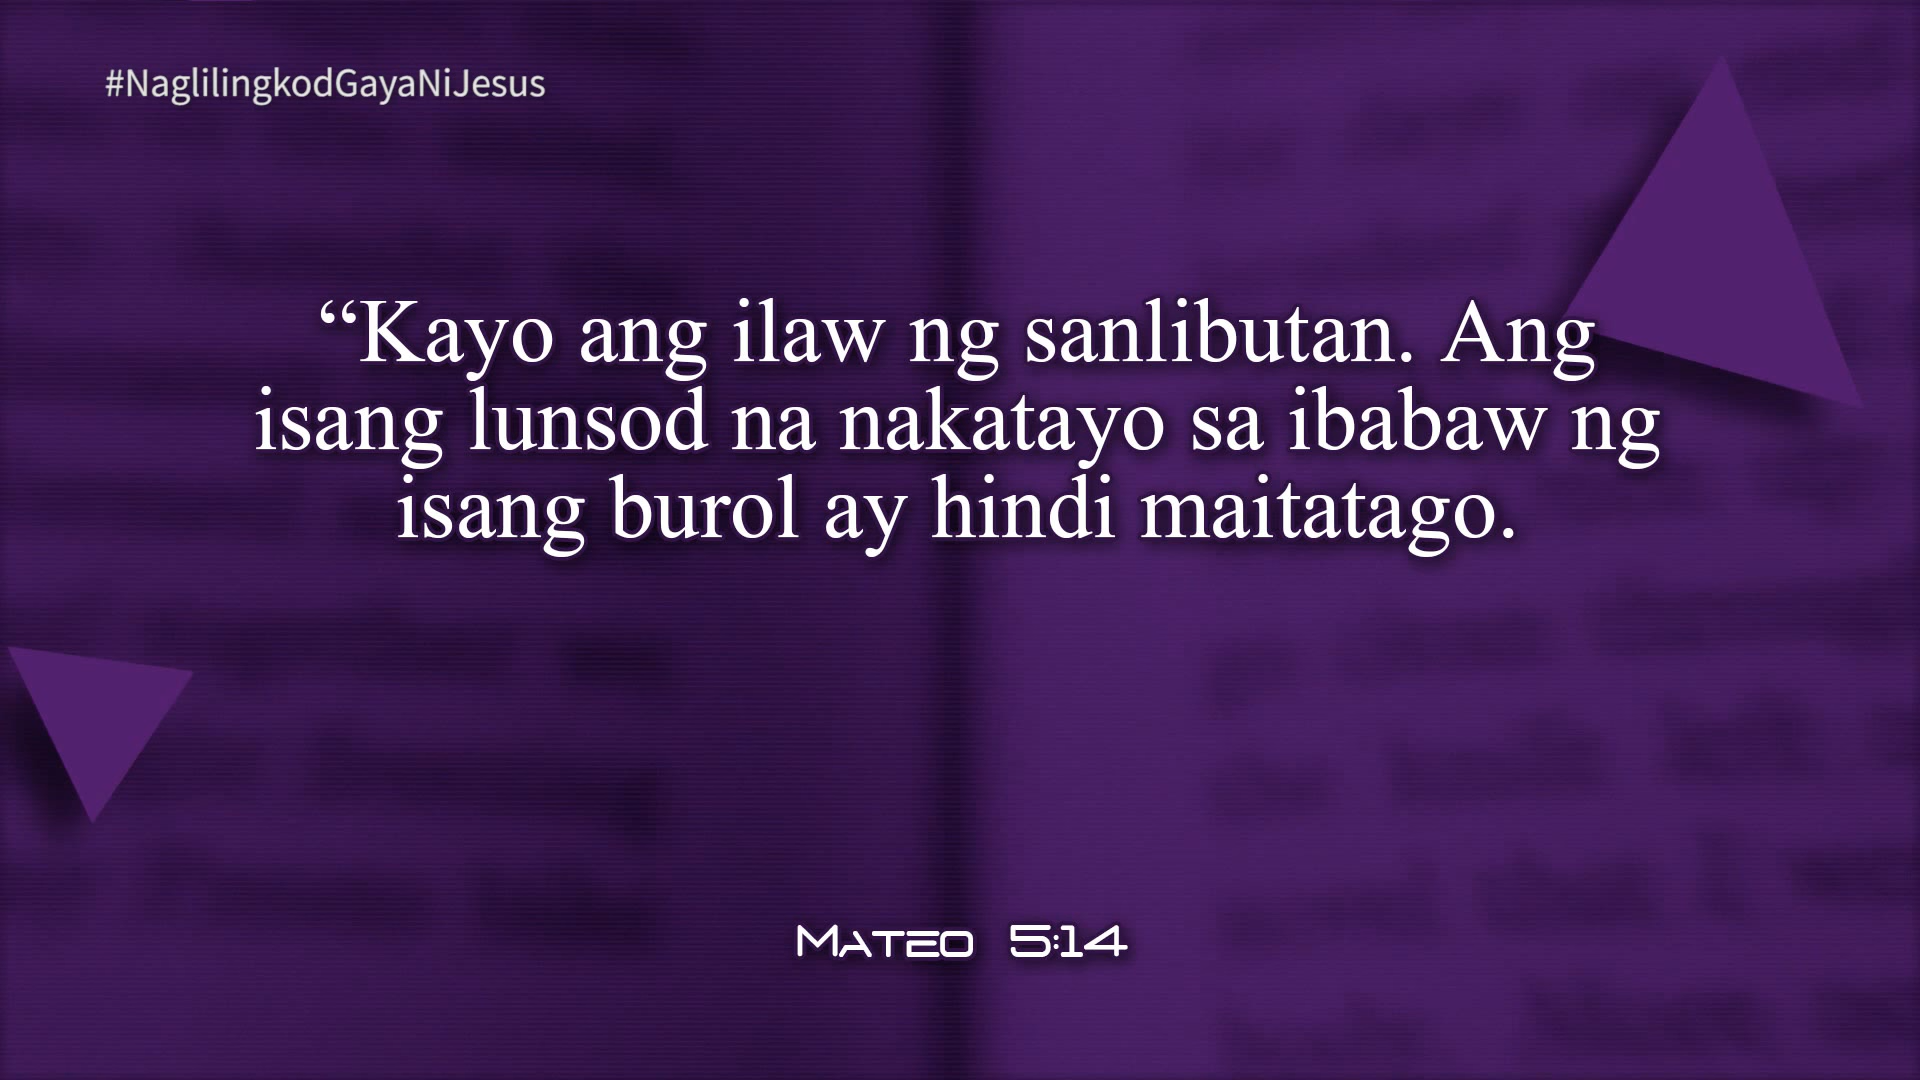 #NaglilingkodGayaNiJesus
“Kayo ang ilaw ng sanlibutan. Ang
isang lunsod na nakatayo sa ibabaw ng
isang burol ay hindi maitatago.
Mateo 5:14